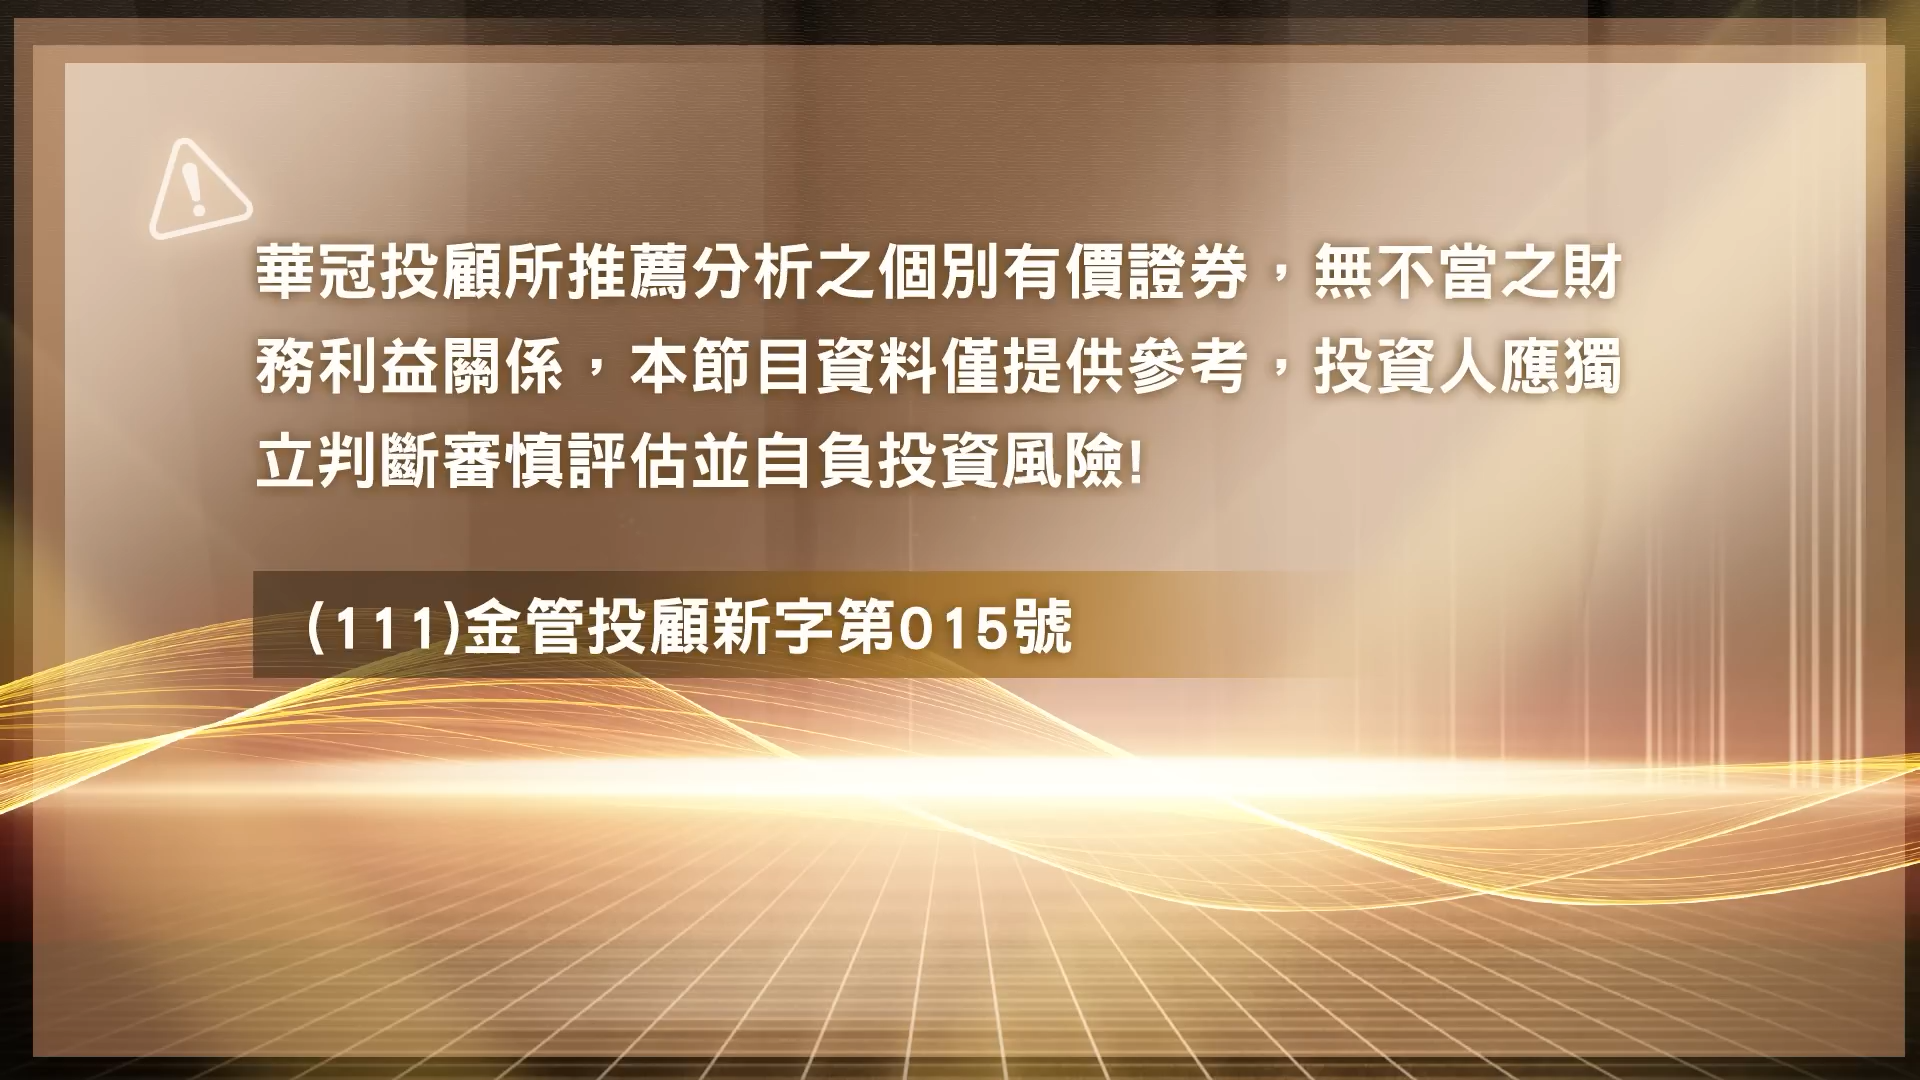 華冠投顧所推薦分析之個別有價證券，無不當之財
務利益關係，本節目資料僅提供參考，投資人應獨
立判斷審慎評估並自負投資風險!
(111)金管投顧新字第015號